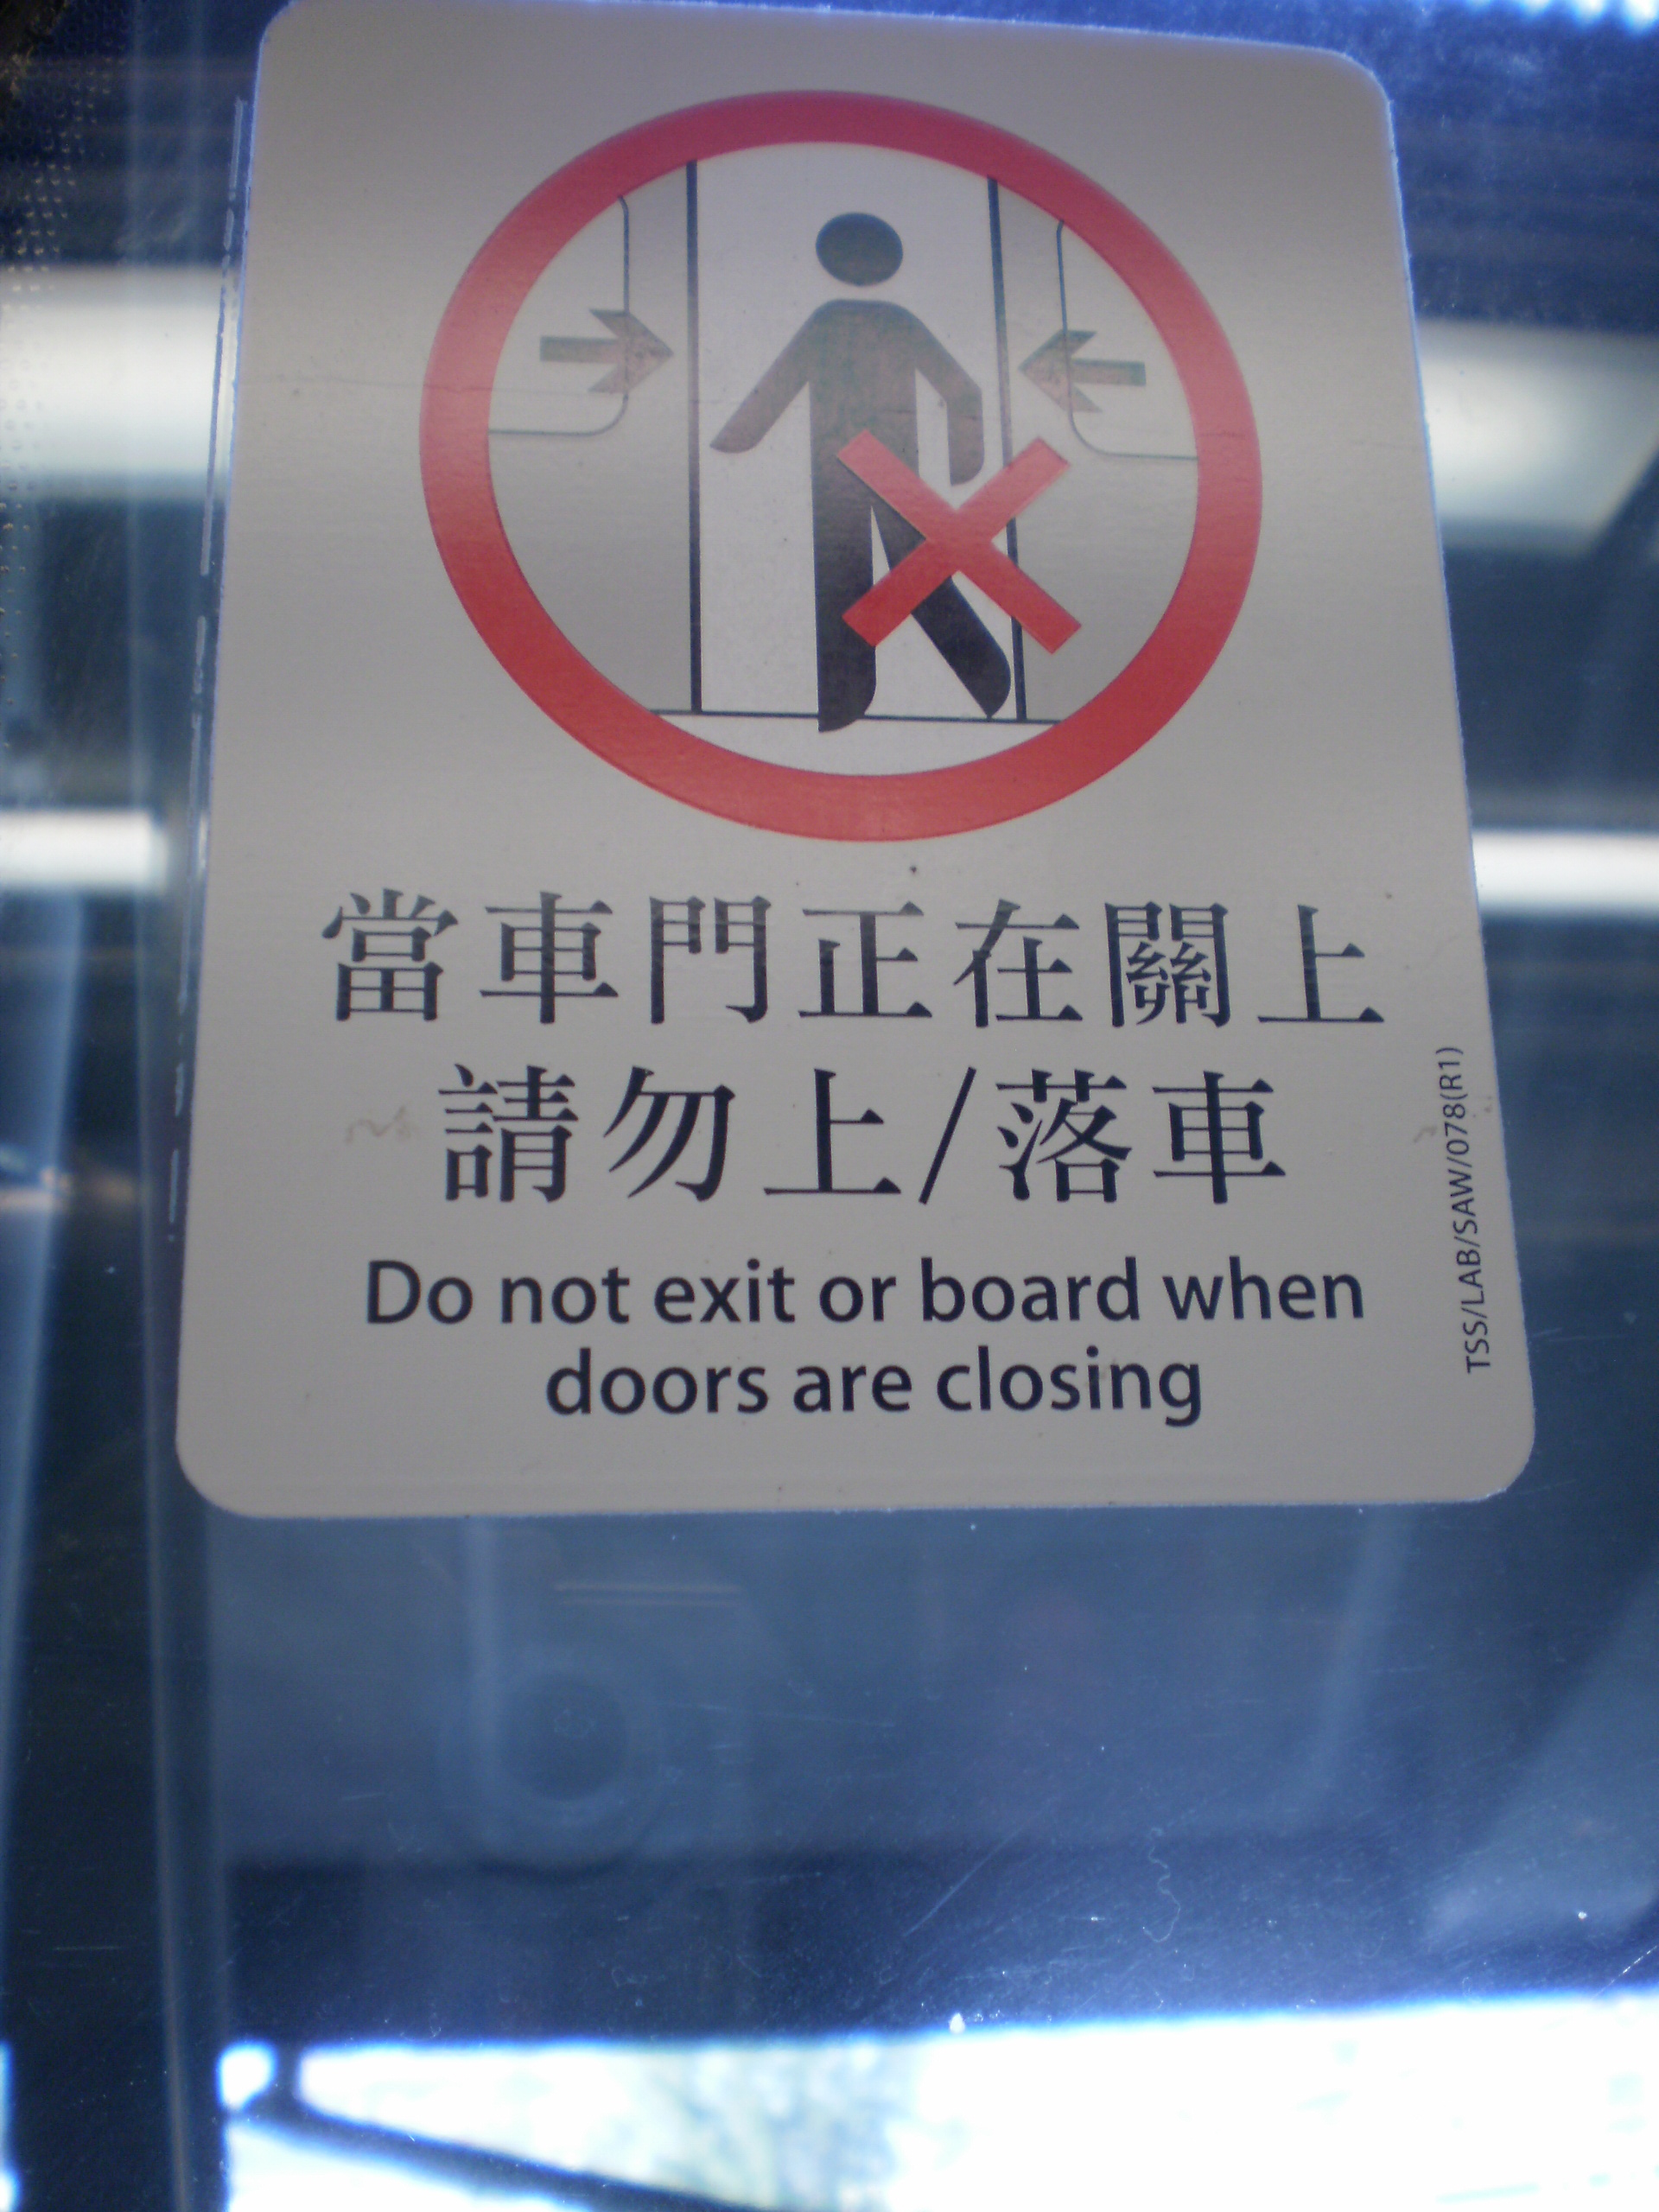 當車門正在關上
請勿上/落車
Do not exit or board when
doors are closing
TSS/LAB/SAW/078(R1)